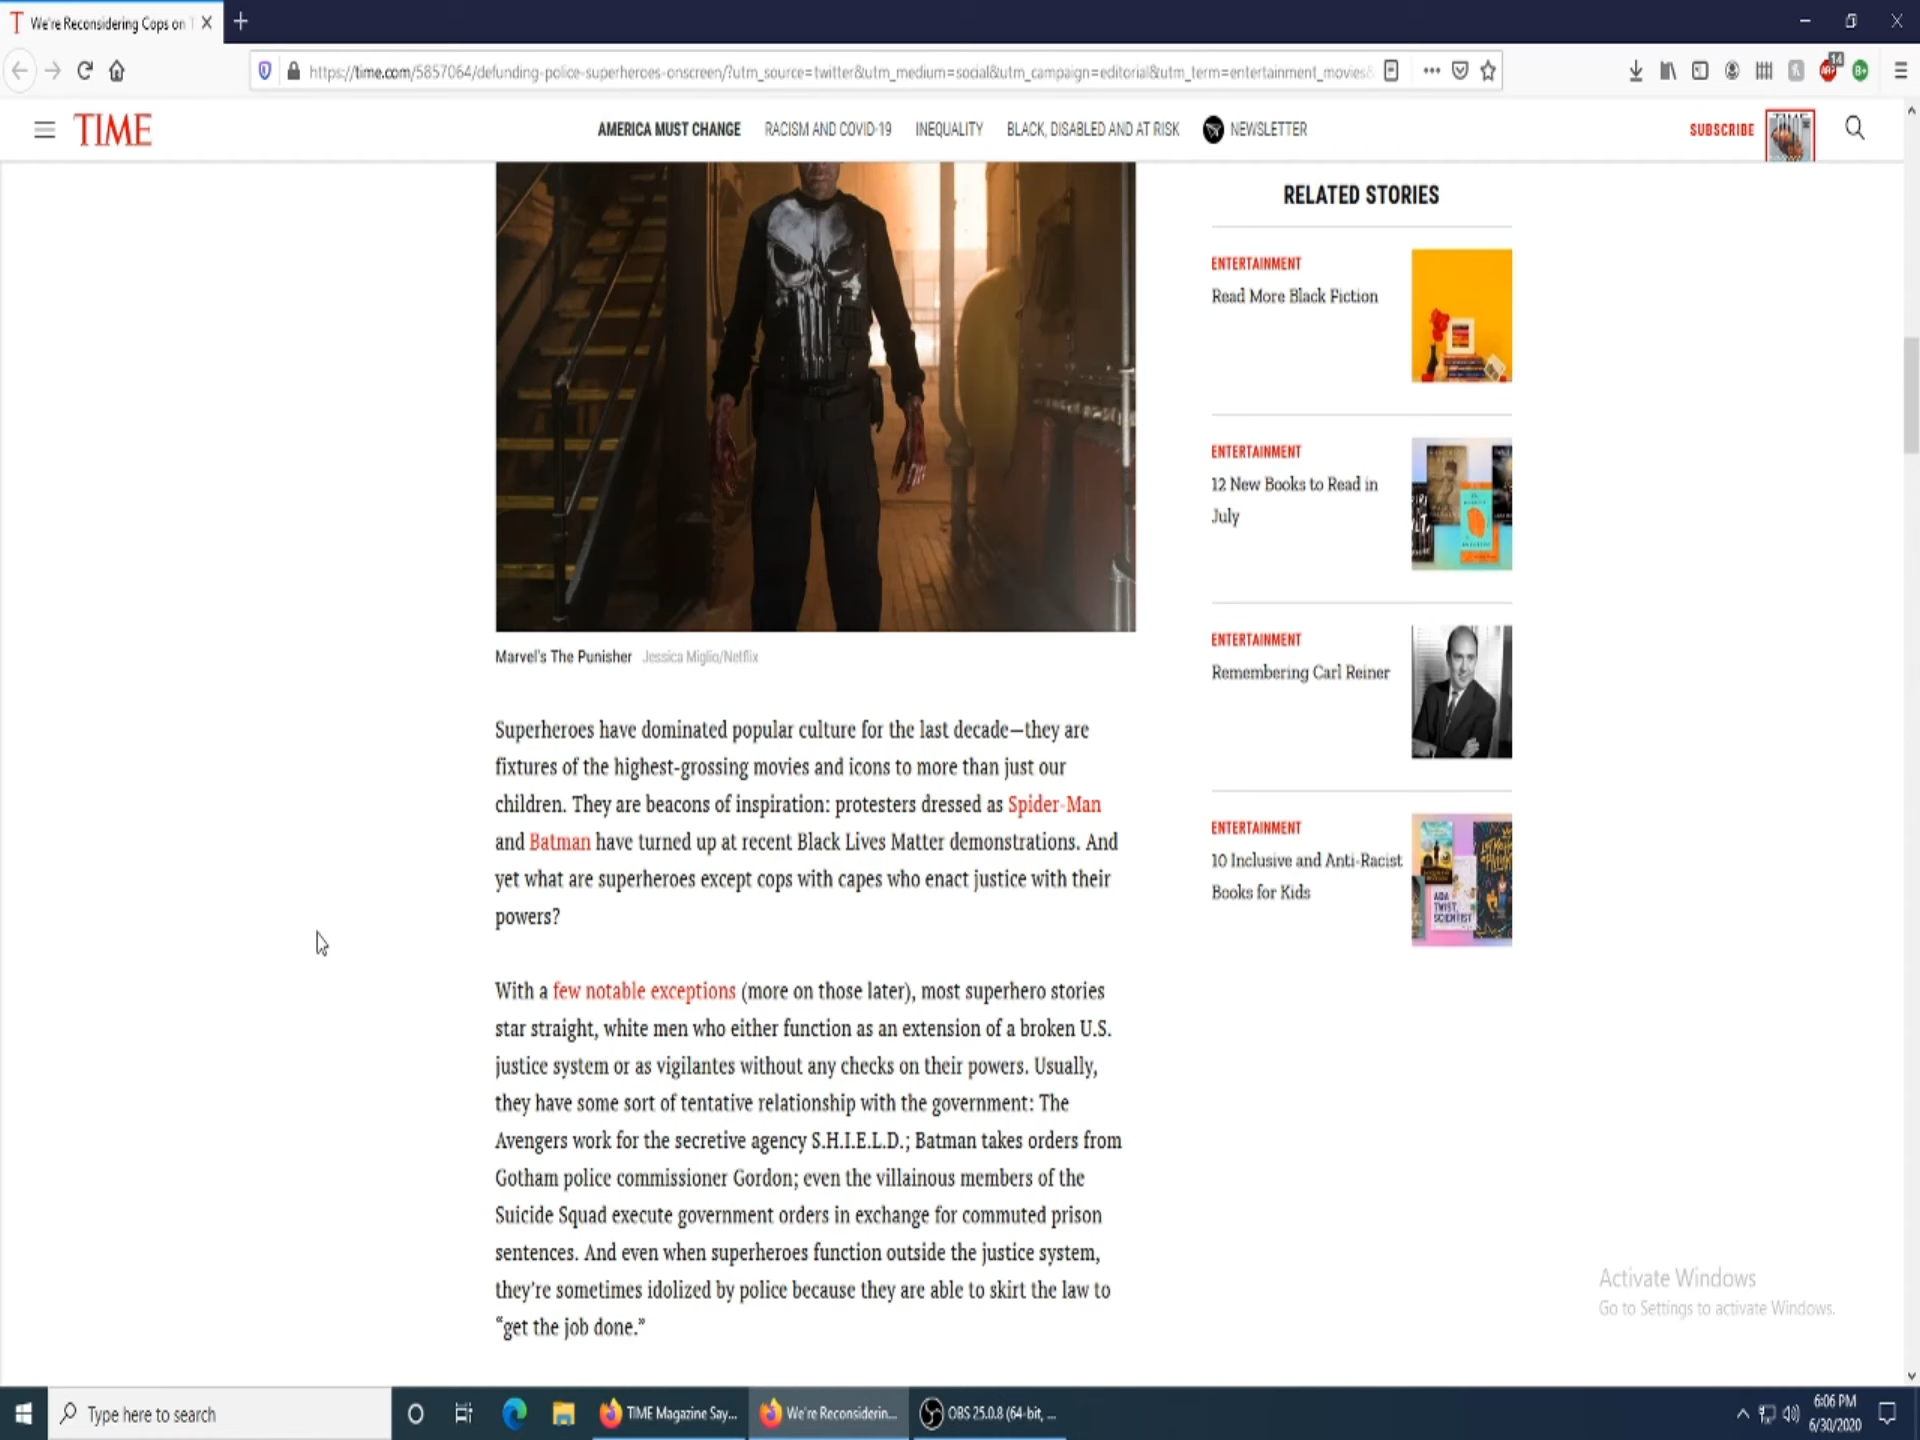 We're Reconsidering Cops on T
https://time.com/5857064/defunding-police-superheroes-onscreen/?utm_source=twitter&utm_medium=social&utm_campaign=editorial&utm_term=entertainment_movies&
14
TIME
AMERICA MUST CHANGE
RACISM AND COVID-19
INEQUALITY
BLACK, DISABLED AND AT RISK
NEWSLETTER
SUBSCRIBE
Marvel's The Punisher Jessica Miglio/Netflix
Superheroes have dominated popular culture for the last decade—they are
fixtures of the highest-grossing movies and icons to more than just our
children. They are beacons of inspiration: protesters dressed as Spider-Man
and Batman have turned up at recent Black Lives Matter demonstrations. And
yet what are superheroes except cops with capes who enact justice with their
powers?
With a few notable exceptions (more on those later), most superhero stories
star straight, white men who either function as an extension of a broken U.S.
justice system or as vigilantes without any checks on their powers. Usually,
they have some sort of tentative relationship with the government: The
Avengers work for the secretive agency S.H.I.E.L.D.; Batman takes orders from
Gotham police commissioner Gordon; even the villainous members of the
Suicide Squad execute government orders in exchange for commuted prison
sentences. And even when superheroes function outside the justice system,
they're sometimes idolized by police because they are able to skirt the law to
“get the job done.”
RELATED STORIES
ENTERTAINMENT
Read More Black Fiction
ENTERTAINMENT
12 New Books to Read in
July
ENTERTAINMENT
Remembering Carl Reiner
ENTERTAINMENT
10 Inclusive and Anti-Racist
Books for Kids
ADA
TWIST,
SCIENTIST
Activate Windows
Go to Settings to activate Windows.
Type here to search
TIME Magazine Say...
We're Reconsiderin...
OBS 25.0.8 (64-bit, ...
6:06 PM
6/30/2020